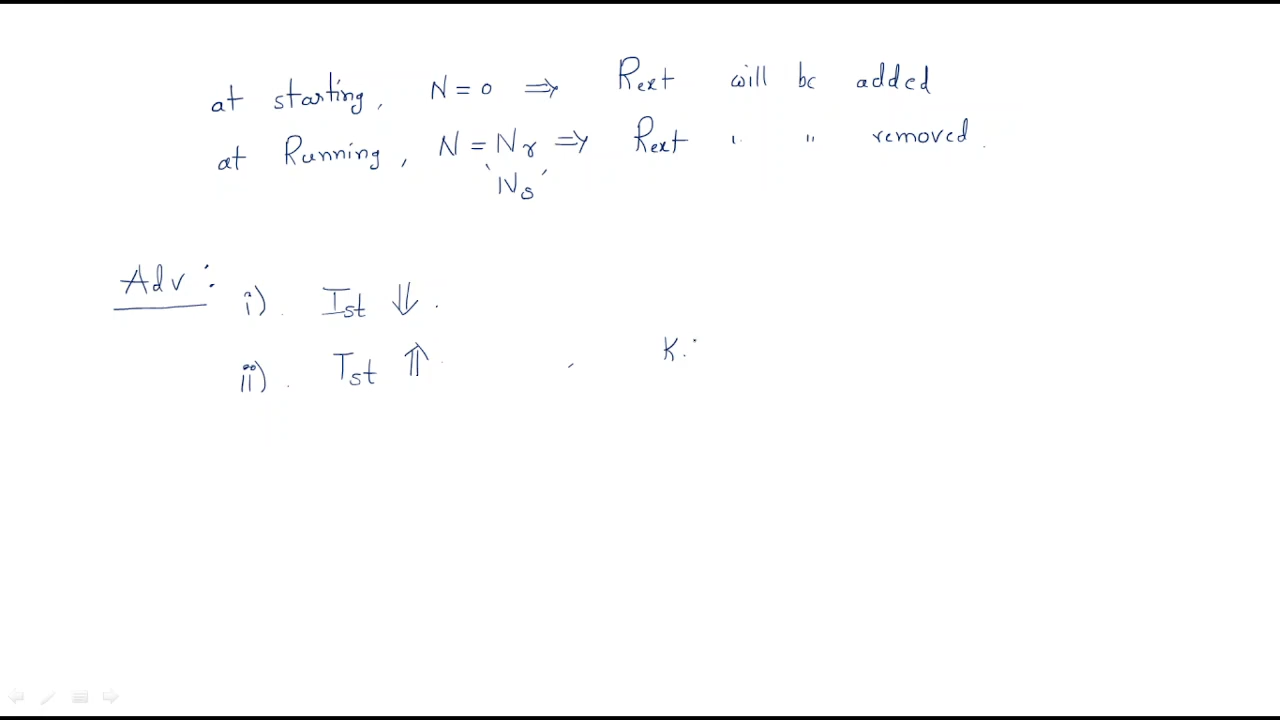 at starting, N = 0 ⇒ Rext will be added
at Running, N = Nr ⇒ Rext " " removed.
'Ns'
Adv :
i). Ist ⇓.
ii). Tst ⇑. K.